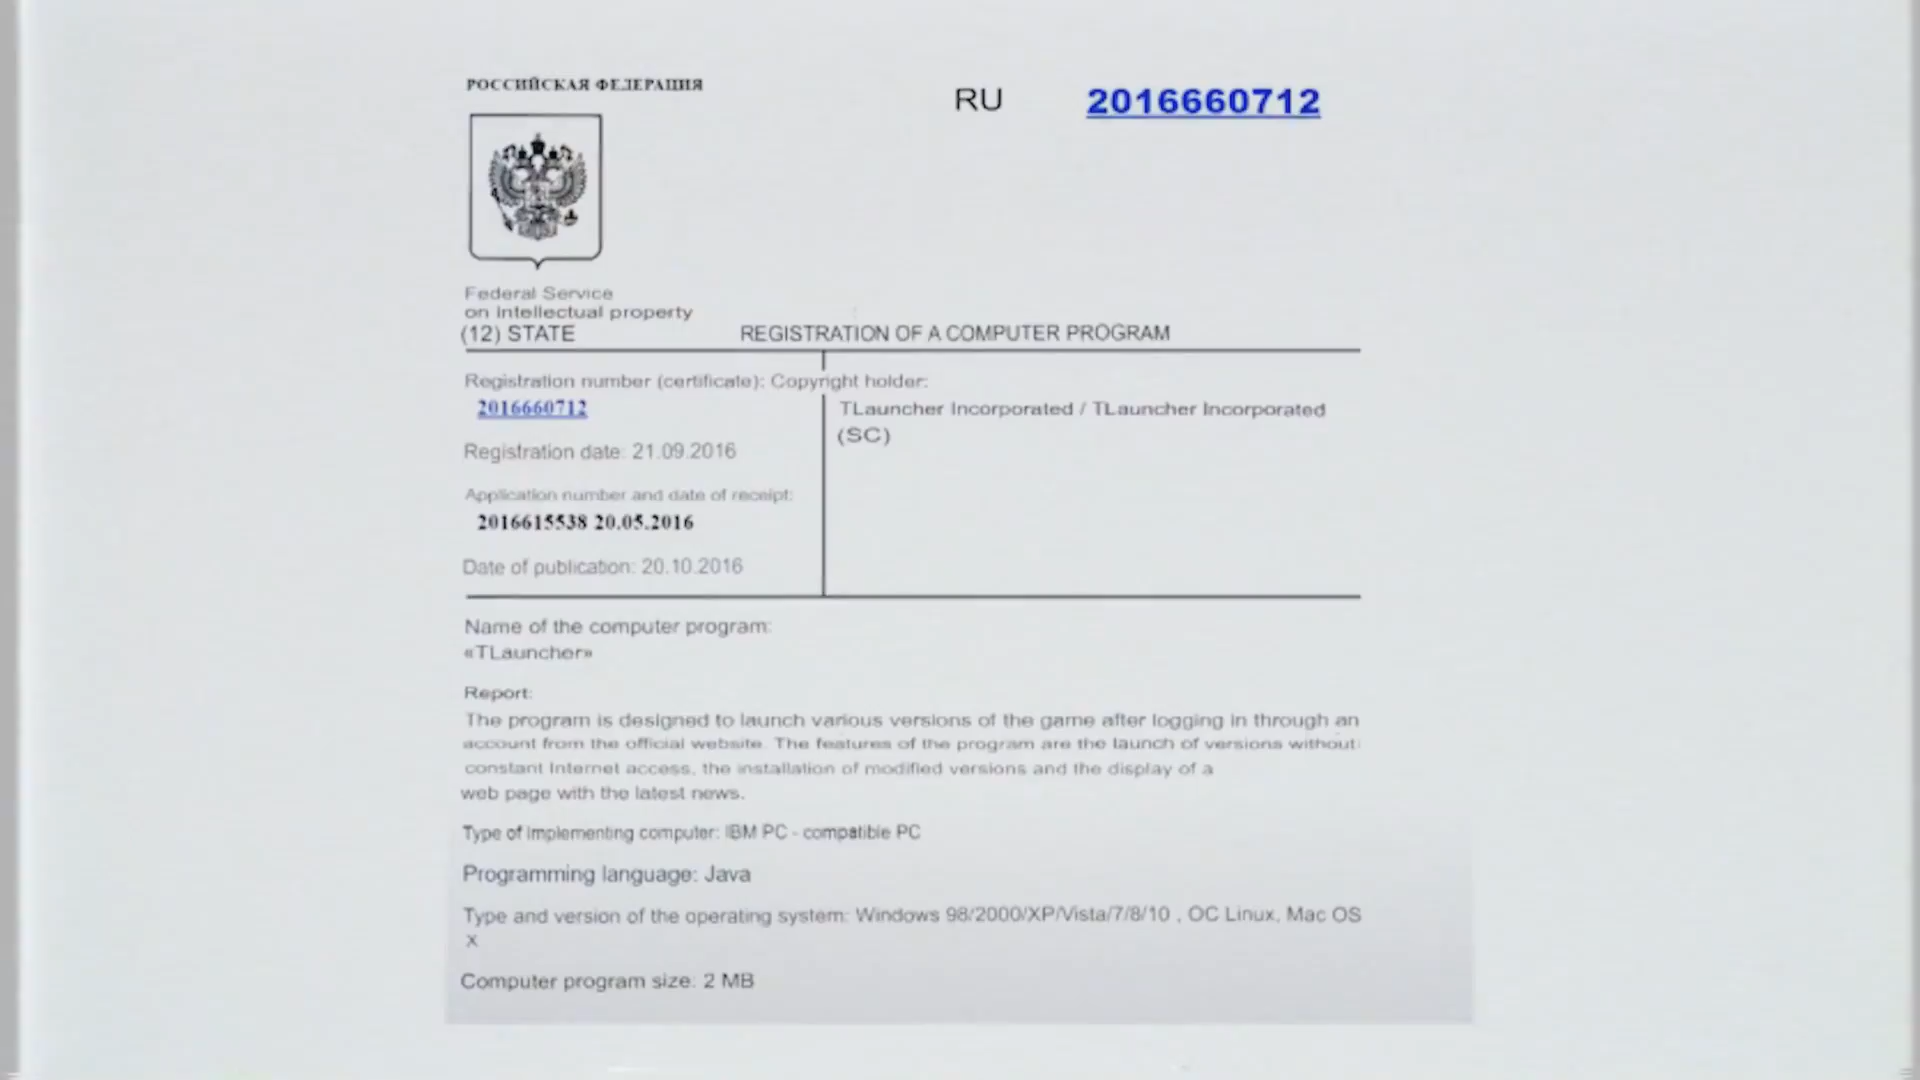 РОССИЙСКАЯ ФЕДЕРАЦИЯ
RU 2016660712
Federal Service
on Intellectual property
(12) STATE REGISTRATION OF A COMPUTER PROGRAM
Registration number (certificate): Copyright holder:
2016660712
TLauncher Incorporated / TLauncher Incorporated
(SC)
Registration date: 21.09.2016
Application number and date of receipt:
2016615538 20.05.2016
Date of publication: 20.10.2016
Name of the computer program:
«TLauncher»
Report:
The program is designed to launch various versions of the game after logging in through an
account from the official website. The features of the program are the launch of versions without
constant Internet access, the installation of modified versions and the display of a
web page with the latest news.
Type of implementing computer: IBM PC - compatible PC
Programming language: Java
Type and version of the operating system: Windows 98/2000/XP/Vista/7/8/10 , OC Linux, Mac OS
X
Computer program size: 2 MB